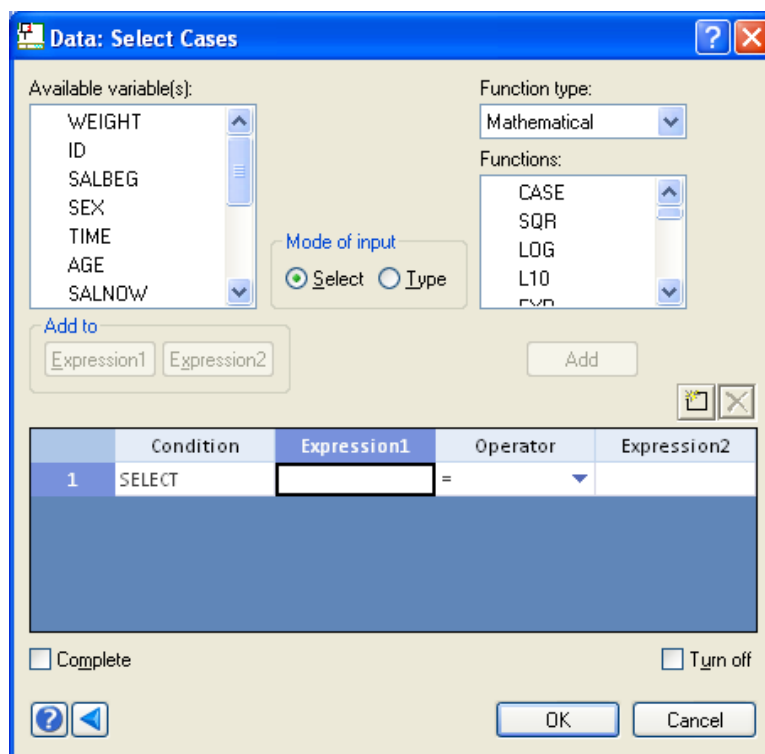 Data: Select Cases
Available variable(s):
WEIGHT
ID
SALBEG
SEX
TIME
AGE
SALNOW
Function type:
Mathematical
Functions:
CASE
SQR
LOG
L10
Mode of input
Select Type
Add to
Expression1 Expression2
Add
Condition Expression1 Operator Expression2
1 SELECT =
Complete
Turn off
OK Cancel